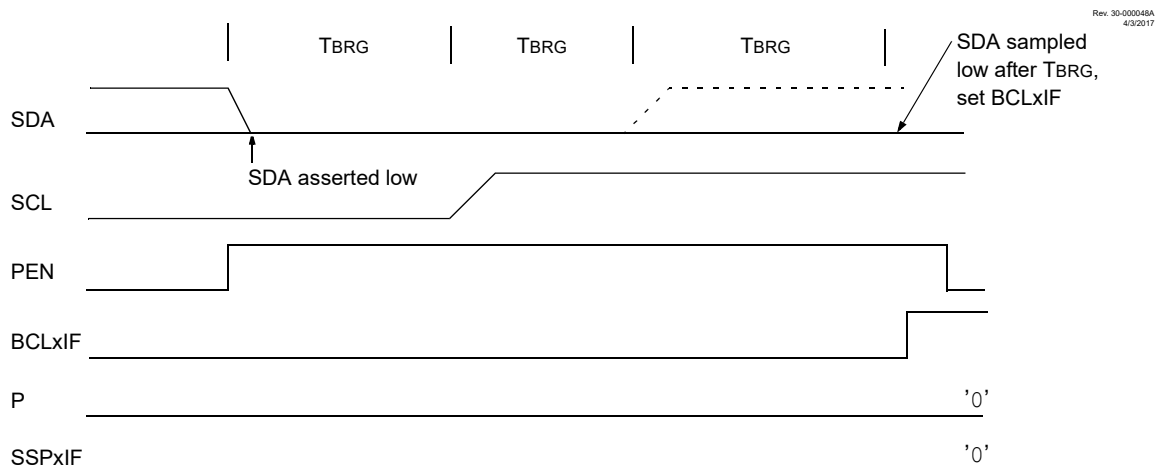 Rev. 30-000048A
4/3/2017
TBRG
TBRG
TBRG
SDA sampled
low after TBRG,
set BCLxIF
SDA
SDA asserted low
SCL
PEN
BCLxIF
P
'0'
SSPxIF
'0'